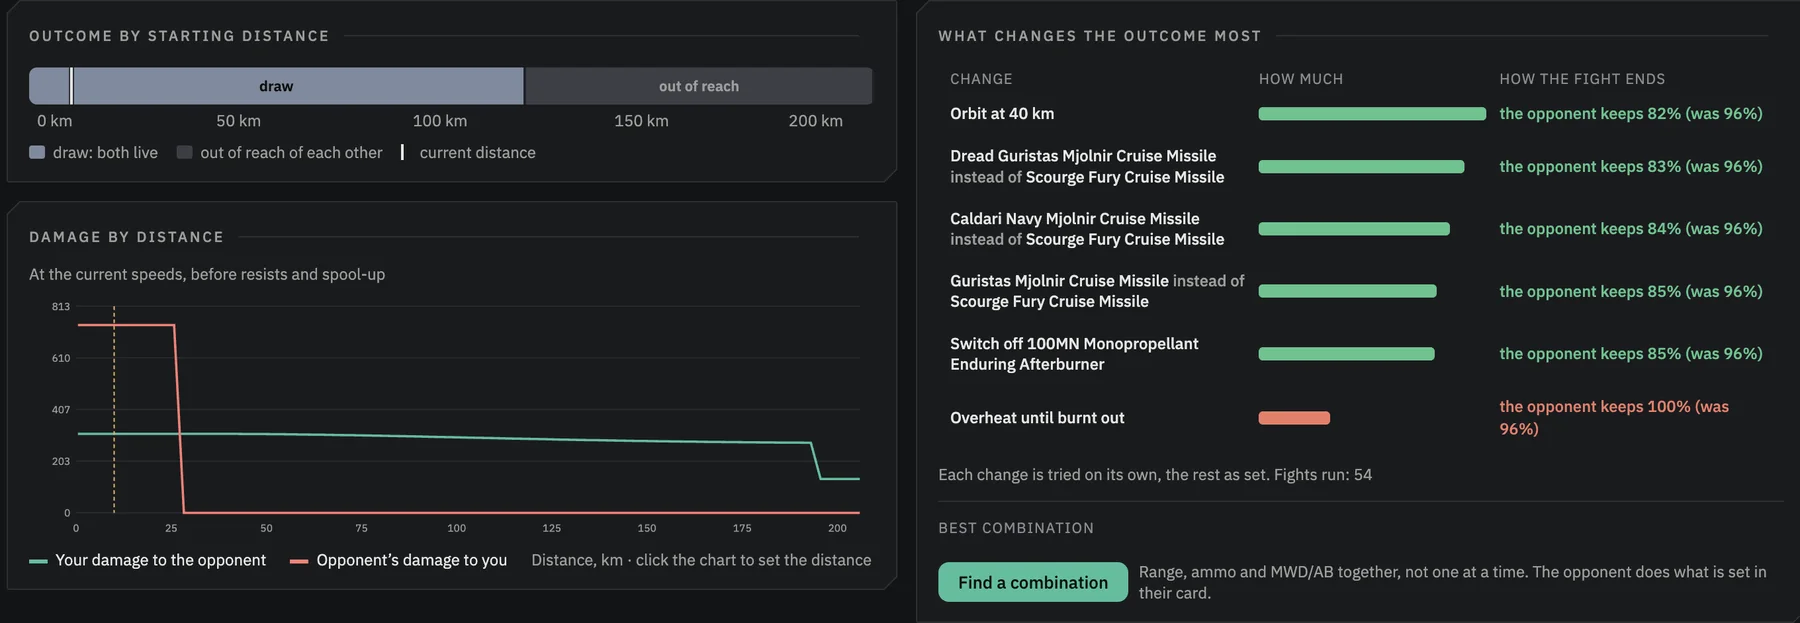 OUTCOME BY STARTING DISTANCE
draw
out of reach
0 km
50 km
100 km
150 km
200 km
draw: both live
out of reach of each other
current distance
DAMAGE BY DISTANCE
At the current speeds, before resists and spool-up
813
610
407
203
0
0
25
50
75
100
125
150
175
200
Your damage to the opponent
Opponent’s damage to you
Distance, km · click the chart to set the distance
WHAT CHANGES THE OUTCOME MOST
CHANGE
HOW MUCH
HOW THE FIGHT ENDS
Orbit at 40 km
the opponent keeps 82% (was 96%)
Dread Guristas Mjolnir Cruise Missile
instead of Scourge Fury Cruise Missile
the opponent keeps 83% (was 96%)
Caldari Navy Mjolnir Cruise Missile
instead of Scourge Fury Cruise Missile
the opponent keeps 84% (was 96%)
Guristas Mjolnir Cruise Missile instead of
Scourge Fury Cruise Missile
the opponent keeps 85% (was 96%)
Switch off 100MN Monopropellant
Enduring Afterburner
the opponent keeps 85% (was 96%)
Overheat until burnt out
the opponent keeps 100% (was
96%)
Each change is tried on its own, the rest as set. Fights run: 54
BEST COMBINATION
Find a combination
Range, ammo and MWD/AB together, not one at a time. The opponent does what is set in
their card.